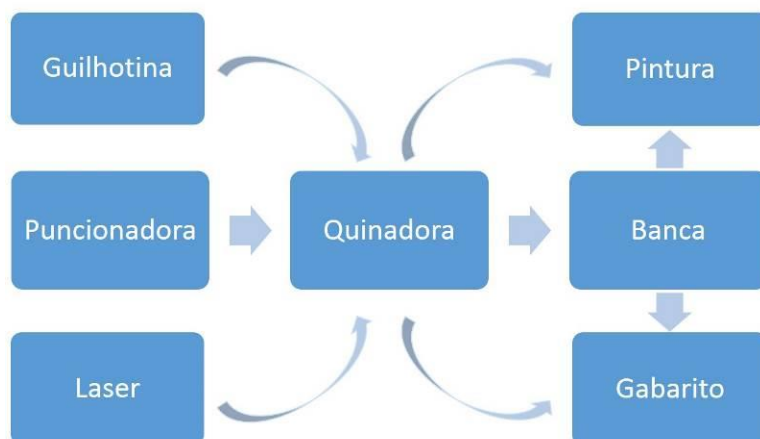 Guilhotina
Pintura
Puncionadora
Quinadora
Banca
Laser
Gabarito